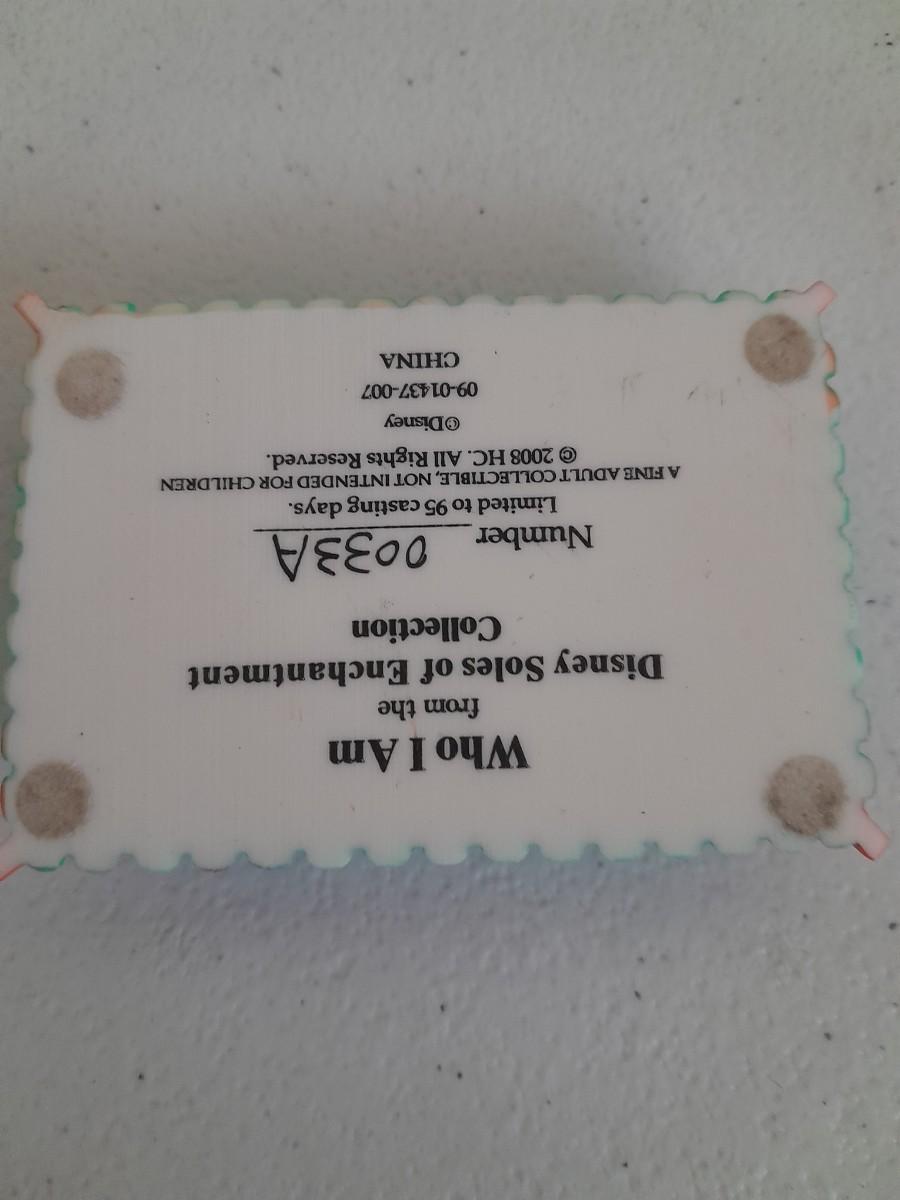 Who I Am
from the
Disney Soles of Enchantment
Collection
Number 0033A
Limited to 95 casting days.
A FINE ADULT COLLECTIBLE, NOT INTENDED FOR CHILDREN
© 2008 HC. All Rights Reserved.
©Disney
09-01437-007
CHINA